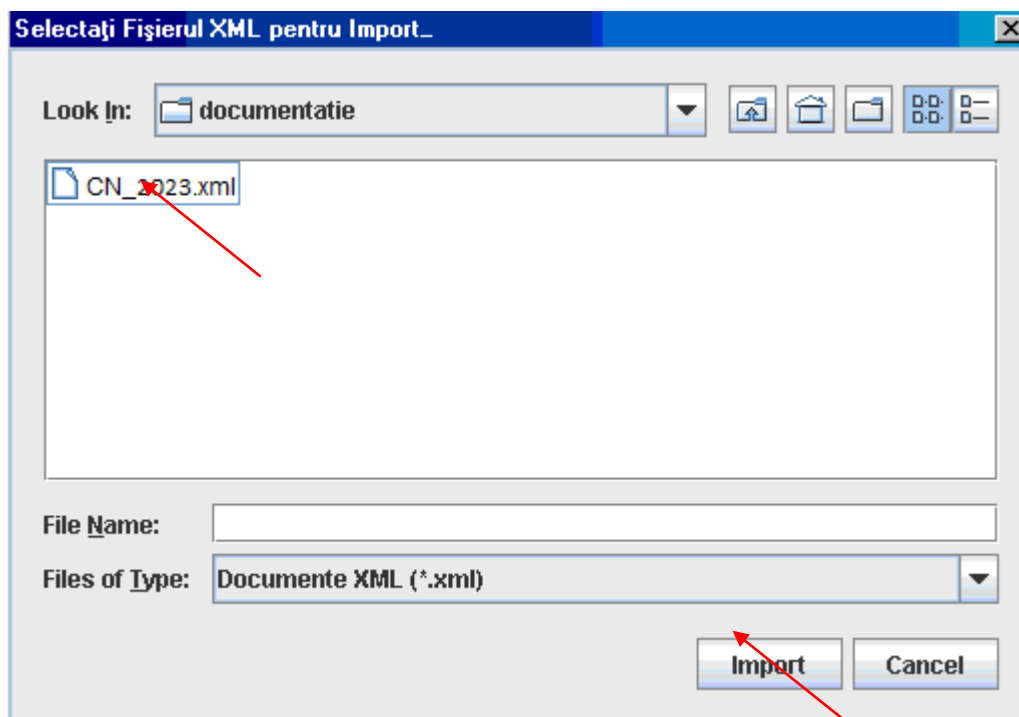 Selectaţi Fişierul XML pentru Import...
Look In: documentatie
CN_2023.xml
File Name:
Files of Type: Documente XML (*.xml)
Import Cancel